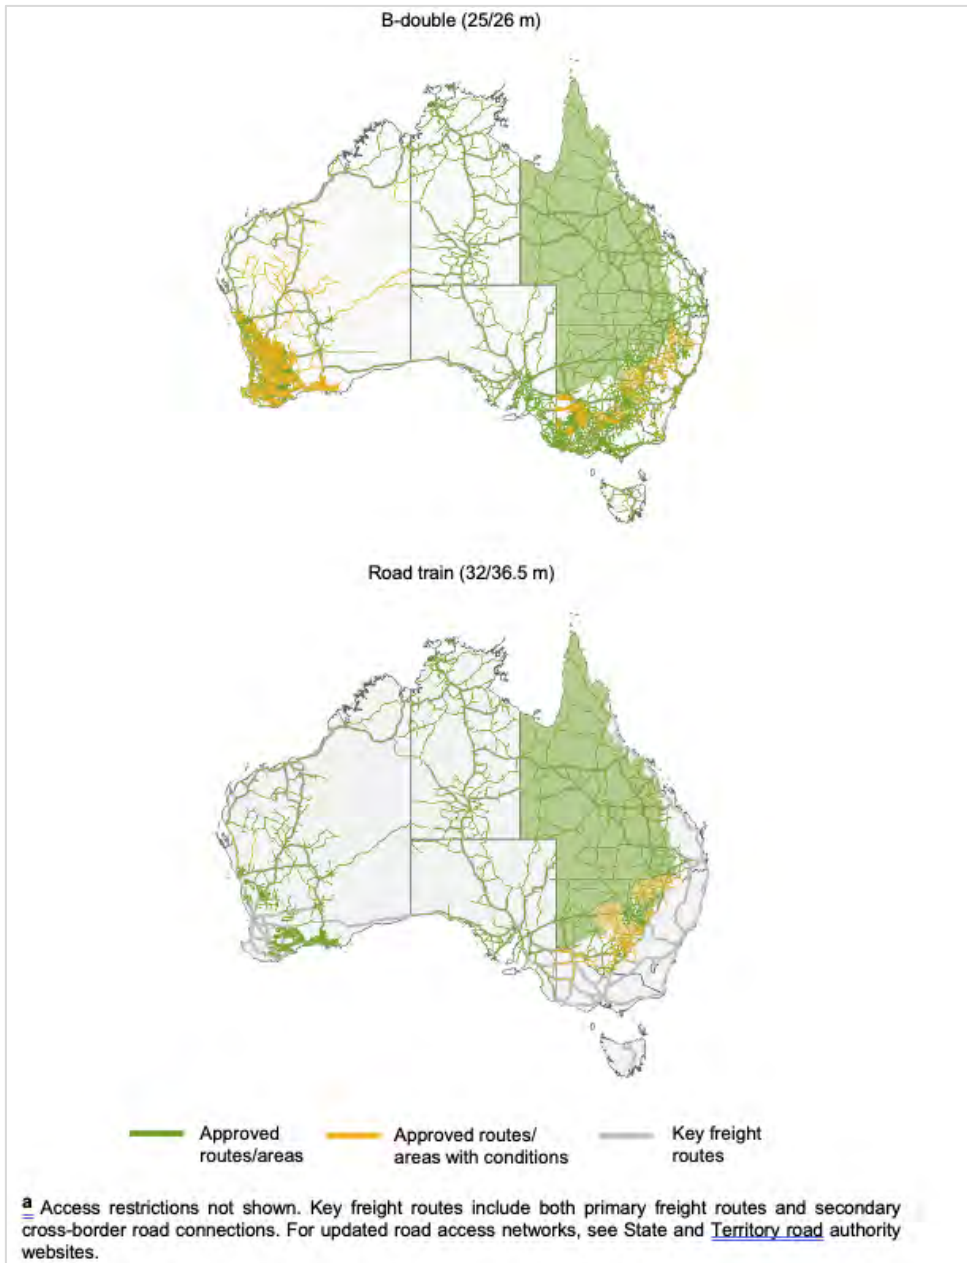 B-double (25/26 m)
Road train (32/36.5 m)
Approved
routes/areas
Approved routes/
areas with conditions
Key freight
routes
a Access restrictions not shown. Key freight routes include both primary freight routes and secondary
cross-border road connections. For updated road access networks, see State and Territory road authority
websites.